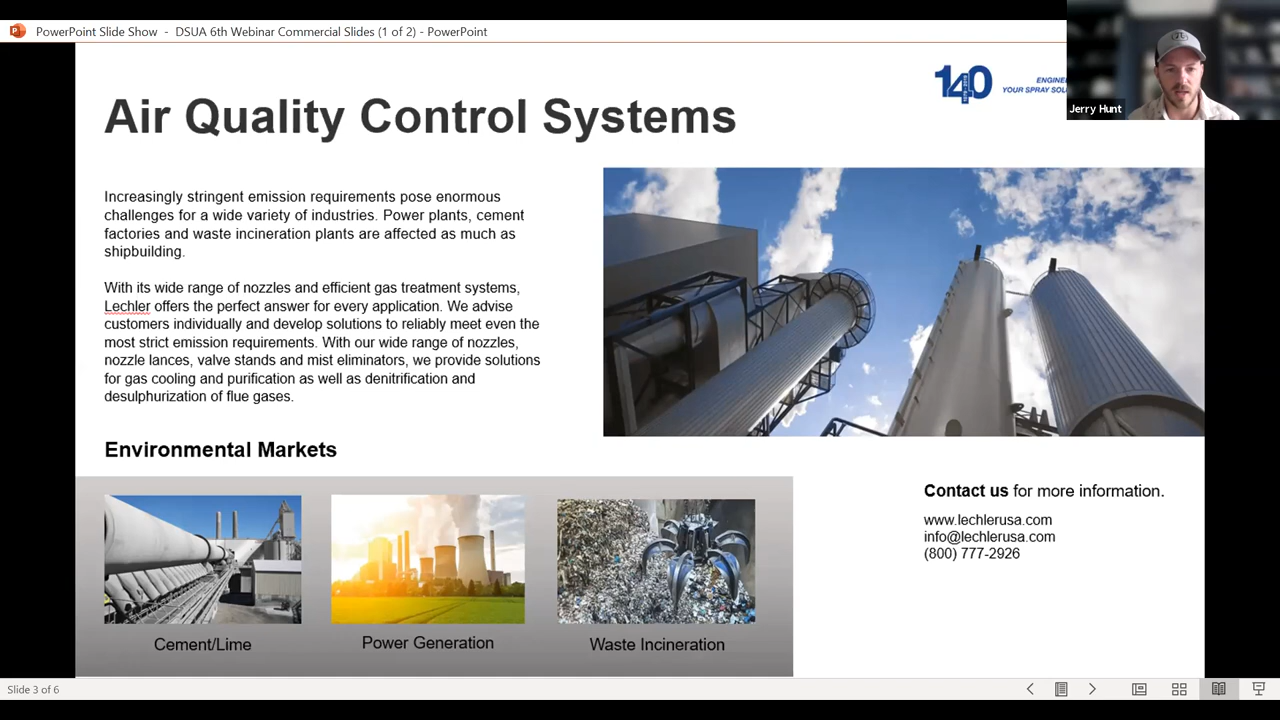 PowerPoint Slide Show - DSUA 6th Webinar Commercial Slides (1 of 2) - PowerPoint
Air Quality Control Systems
140
ENGINE
YOUR SPRAY SOL
Jerry Hunt
Increasingly stringent emission requirements pose enormous
challenges for a wide variety of industries. Power plants, cement
factories and waste incineration plants are affected as much as
shipbuilding.
With its wide range of nozzles and efficient gas treatment systems,
Lechler offers the perfect answer for every application. We advise
customers individually and develop solutions to reliably meet even the
most strict emission requirements. With our wide range of nozzles,
nozzle lances, valve stands and mist eliminators, we provide solutions
for gas cooling and purification as well as denitrification and
desulphurization of flue gases.
Environmental Markets
Cement/Lime
Power Generation
Waste Incineration
Contact us for more information.
www.lechlerusa.com
info@lechlerusa.com
(800) 777-2926
Slide 3 of 6